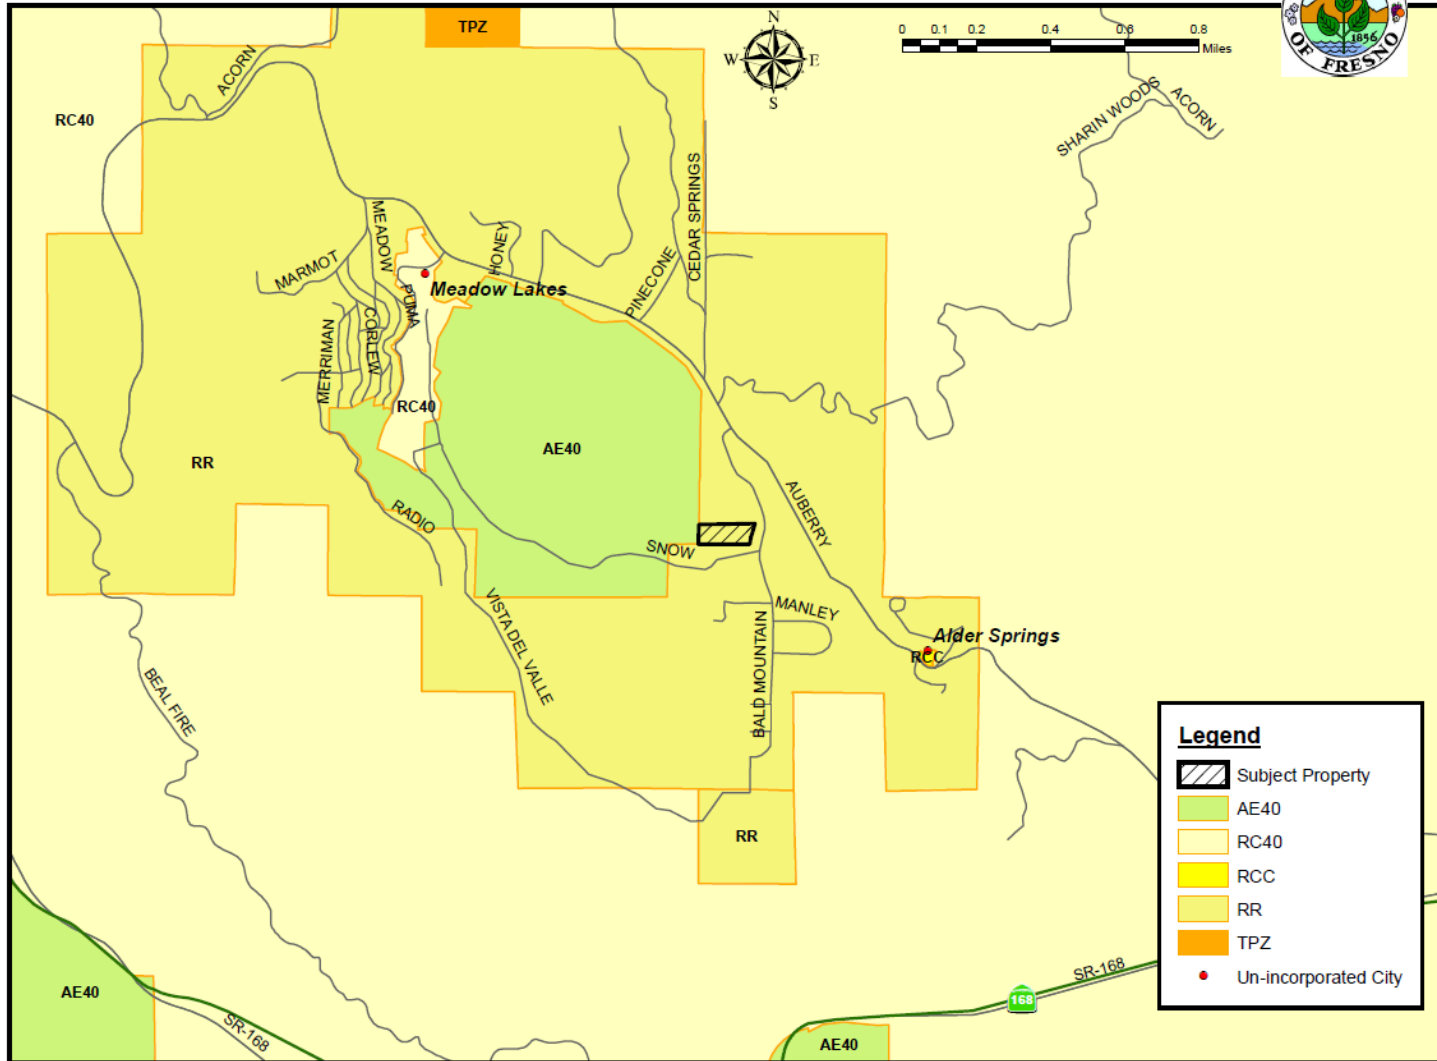 TPZ
N
W E
S
0 0.1 0.2 0.4 0.6 0.8
Miles
1856
OF FRESNO
ACORN
RC40
SHARIN WOODS
ACORN
CEDAR SPRINGS
MEADOW
HONEY
MARMOT
PINECONE
Meadow Lakes
PUMA
CORLEW
MERRIMAN
RC40
AE40
RR
AUBERRY
RADIO
SNOW
VISTA DEL VALLE
MANLEY
BALD MOUNTAIN
Alder Springs
RCC
BEAL FIRE
RR
Legend
Subject Property
AE40
RC40
RCC
RR
TPZ
Un-incorporated City
SR-168
168
AE40
SR-168
AE40